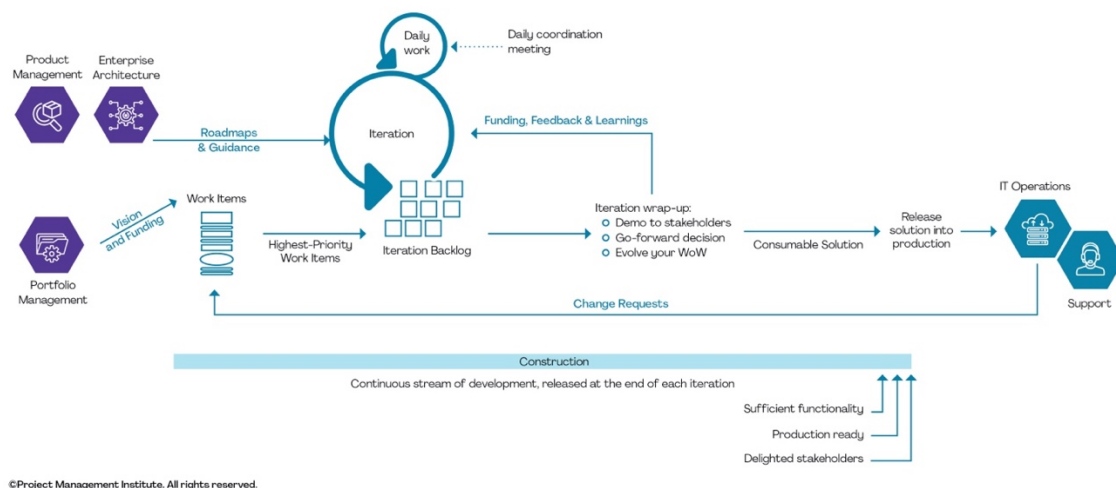 Daily
work
Daily coordination
meeting
Product
Management
Enterprise
Architecture
Roadmaps
& Guidance
Iteration
Funding, Feedback & Learnings
Work Items
Vision
and Funding
Portfolio
Management
Highest-Priority
Work Items
Iteration Backlog
Iteration wrap-up:
Demo to stakeholders
Go-forward decision
Evolve your WoW
Consumable Solution
Release
solution into
production
IT Operations
Support
Change Requests
Construction
Continuous stream of development, released at the end of each iteration
Sufficient functionality
Production ready
Delighted stakeholders
©Project Management Institute. All rights reserved.